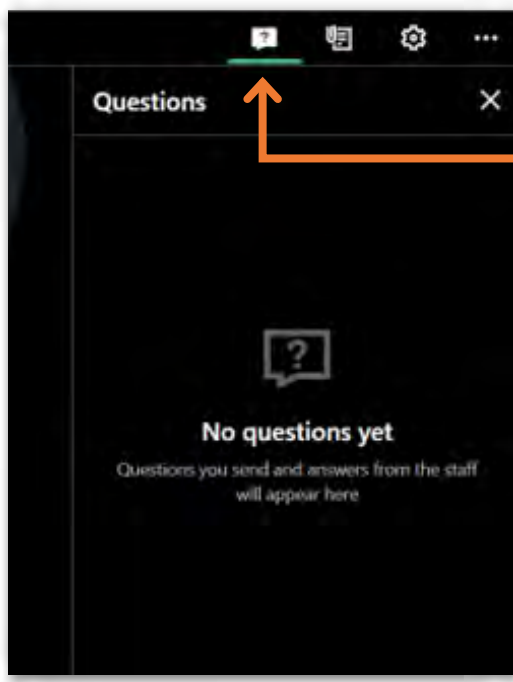 Questions
No questions yet
Questions you send and answers from the staff
will appear here